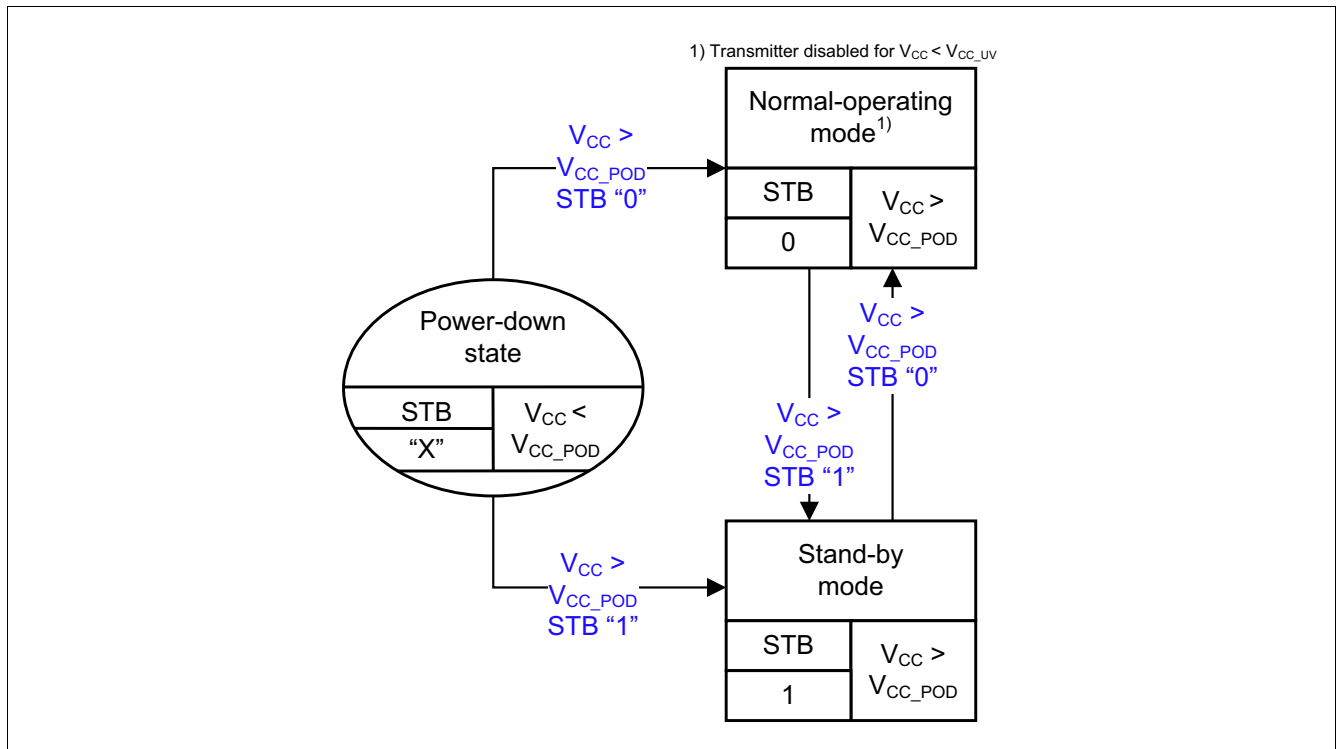 1) Transmitter disabled for VCC < VCC_UV
Normal-operating
mode1)
STB
0
VCC >
VCC_POD
VCC >
VCC_POD
STB “0”
Power-down
state
STB
“X”
VCC <
VCC_POD
VCC >
VCC_POD
STB “0”
VCC >
VCC_POD
STB “1”
VCC >
VCC_POD
STB “1”
Stand-by
mode
STB
1
VCC >
VCC_POD